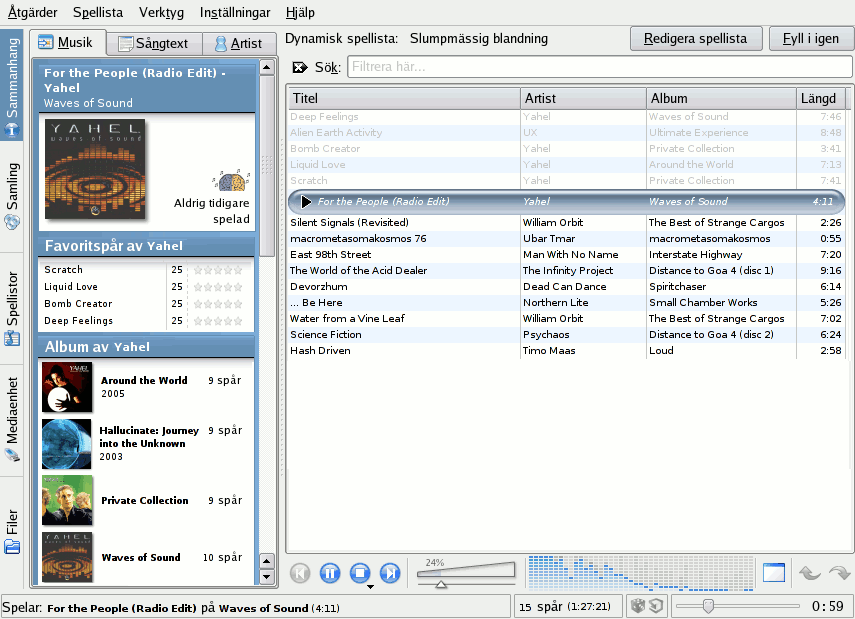 Åtgärder Spellista Verktyg Inställningar Hjälp
Sammanhang
Samling
Spellistor
Mediaenhet
Filer
Musik Sångtext Artist
For the People (Radio Edit) -
Yahel
Waves of Sound
YAHEL
waves of sound
Aldrig tidigare
spelad
Favoritspår av Yahel
Scratch 25
Liquid Love 25
Bomb Creator 25
Deep Feelings 25
Album av Yahel
Around the World 9 spår
2005
Hallucinate: Journey 9 spår
into the Unknown
2003
Private Collection 9 spår
YAHEL
Waves of Sound 10 spår
Dynamisk spellista: Slumpmässig blandning Redigera spellista Fyll i igen
Sök: Filtrera här...
Titel Artist Album Längd
Deep Feelings Yahel Waves of Sound 7:46
Alien Earth Activity UX Ultimate Experience 8:48
Bomb Creator Yahel Private Collection 3:41
Liquid Love Yahel Around the World 7:13
Scratch Yahel Private Collection 7:41
For the People (Radio Edit) Yahel Waves of Sound 4:11
Silent Signals (Revisited) William Orbit The Best of Strange Cargos 2:26
macrometasomakosmos 76 Ubar Tmar macrometasomakosmos 0:55
East 98th Street Man With No Name Interstate Highway 7:20
The World of the Acid Dealer The Infinity Project Distance to Goa 4 (disc 1) 9:16
Devorzhum Dead Can Dance Spiritchaser 6:14
... Be Here Northern Lite Small Chamber Works 5:26
Water from a Vine Leaf William Orbit The Best of Strange Cargos 7:02
Science Fiction Psychaos Distance to Goa 4 (disc 2) 6:24
Hash Driven Timo Maas Loud 2:58
24%
Spelar: For the People (Radio Edit) på Waves of Sound (4:11) 15 spår (1:27:21) 0:59